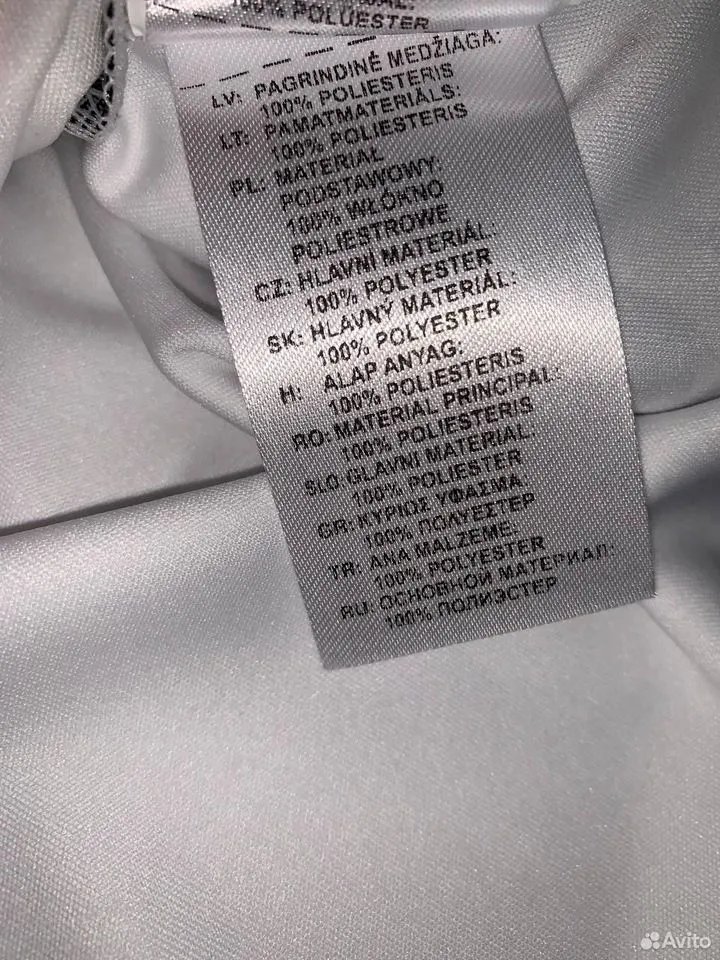 100% POLUESTER
LV: PAGRINDINĖ MEDŽIAGA:
100% POLIESTERIS
LT: PAMATMATERIĀLS:
100% POLIESTERIS
PL: MATERIAŁ
PODSTAWOWY:
100% WŁÓKNO
POLIESTROWE
CZ: HLAVNÍ MATERIÁL:
100% POLYESTER
SK: HLAVNÝ MATERIÁL:
100% POLYESTER
H: ALAP ANYAG:
100% POLIESTERIS
RO: MATERIAL PRINCIPAL:
100% POLIESTERIS
SLO: GLAVNI MATERIAL:
100% POLIESTER
GR: ΚΥΡΙΟΣ ΥΦΑΣΜΑ
100% ΠΟΛΥΕΣΤΕΡ
TR: ANA MALZEME:
100% POLYESTER
RU: ОСНОВНОЙ МАТЕРИАЛ:
100% ПОЛИЭСТЕР
Avito